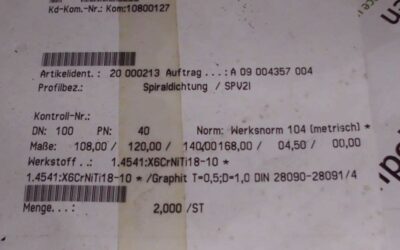 Kd-Kom.-Nr.: Kom:10800127
Artikelident.: 20 000213 Auftrag ...: A 09 004357 004
Profilbez.: Spiraldichtung / SPV2I
Kontroll-Nr.:
DN: 100 PN: 40 Norm: Werksnorm 104 (metrisch) *
Maße: 108,00 / 120,00 / 140,00168,00 / 04,50 / 00,00
Werkstoff ..: 1.4541:X6CrNiTi18-10 *
1.4541:X6CrNiTi18-10 * /Graphit T=0,5;D=1,0 DIN 28090-28091/4
Menge...: 2,000 /ST